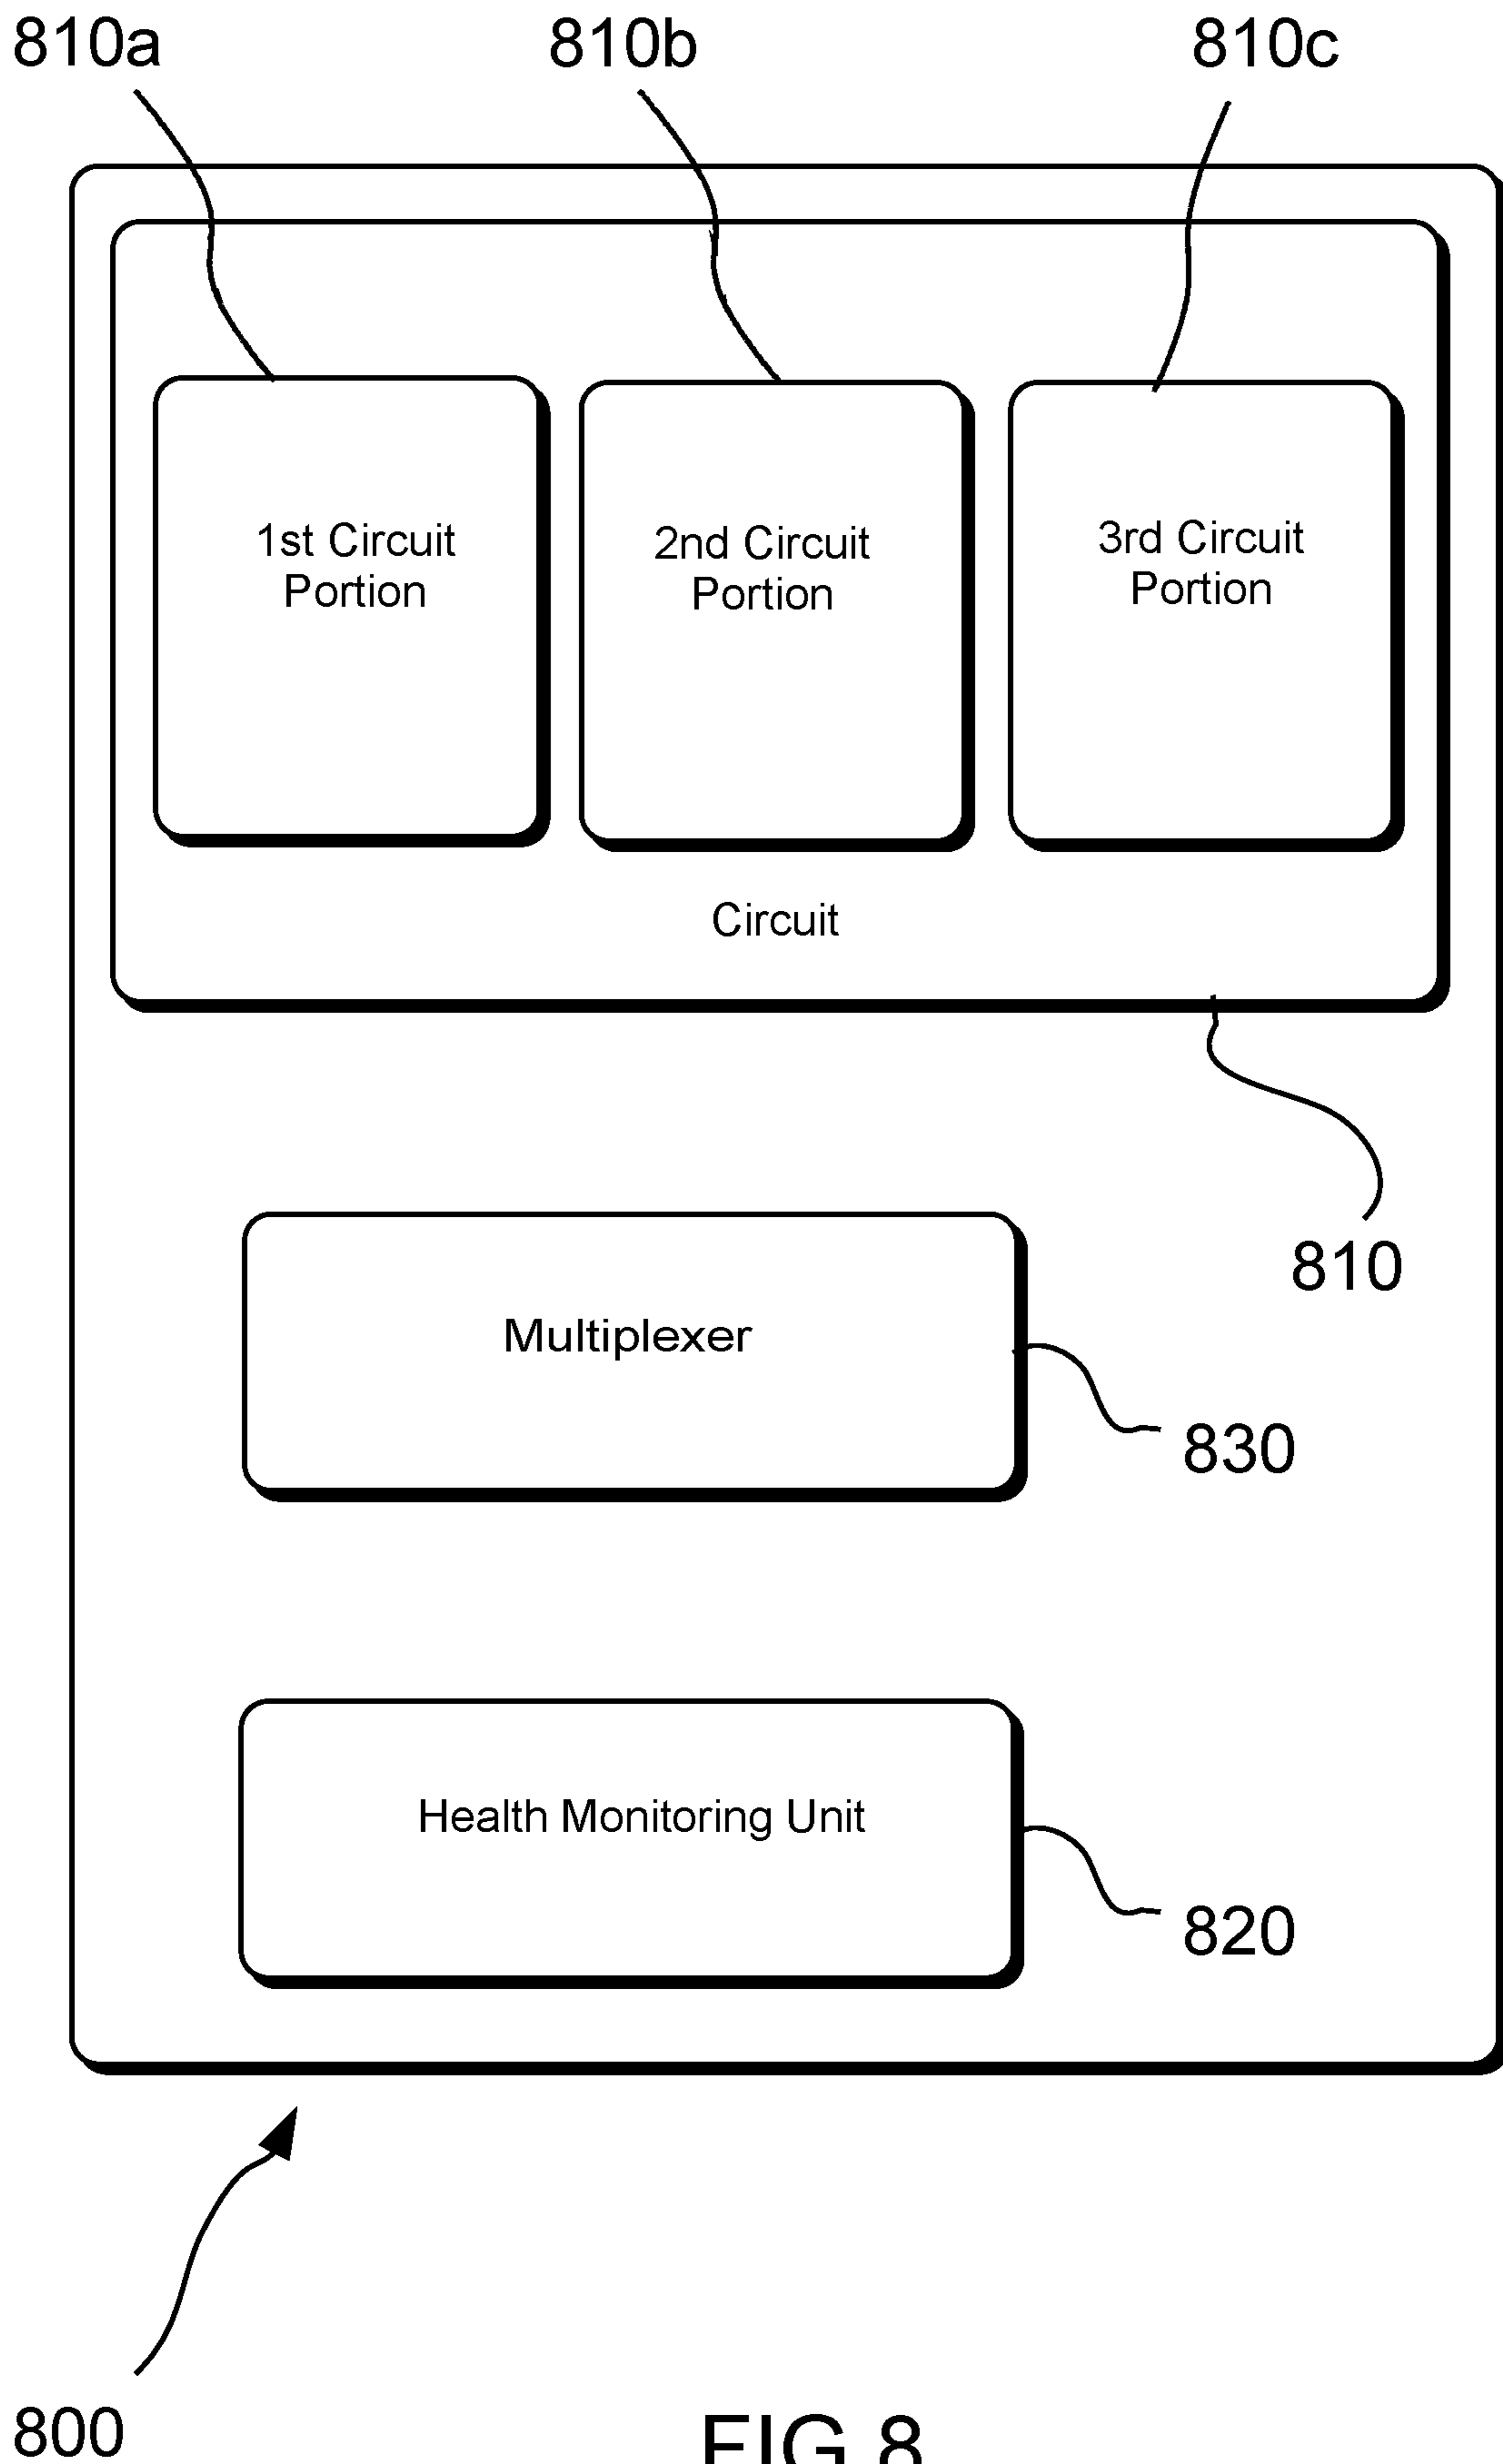 810a
810b
810c
1st Circuit
Portion
2nd Circuit
Portion
3rd Circuit
Portion
Circuit
810
Multiplexer
830
Health Monitoring Unit
820
800
FIG 8